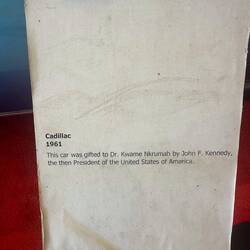 Cadillac
1961
This car was gifted to Dr. Kwame Nkrumah by John F. Kennedy,
the then President of the United States of America.